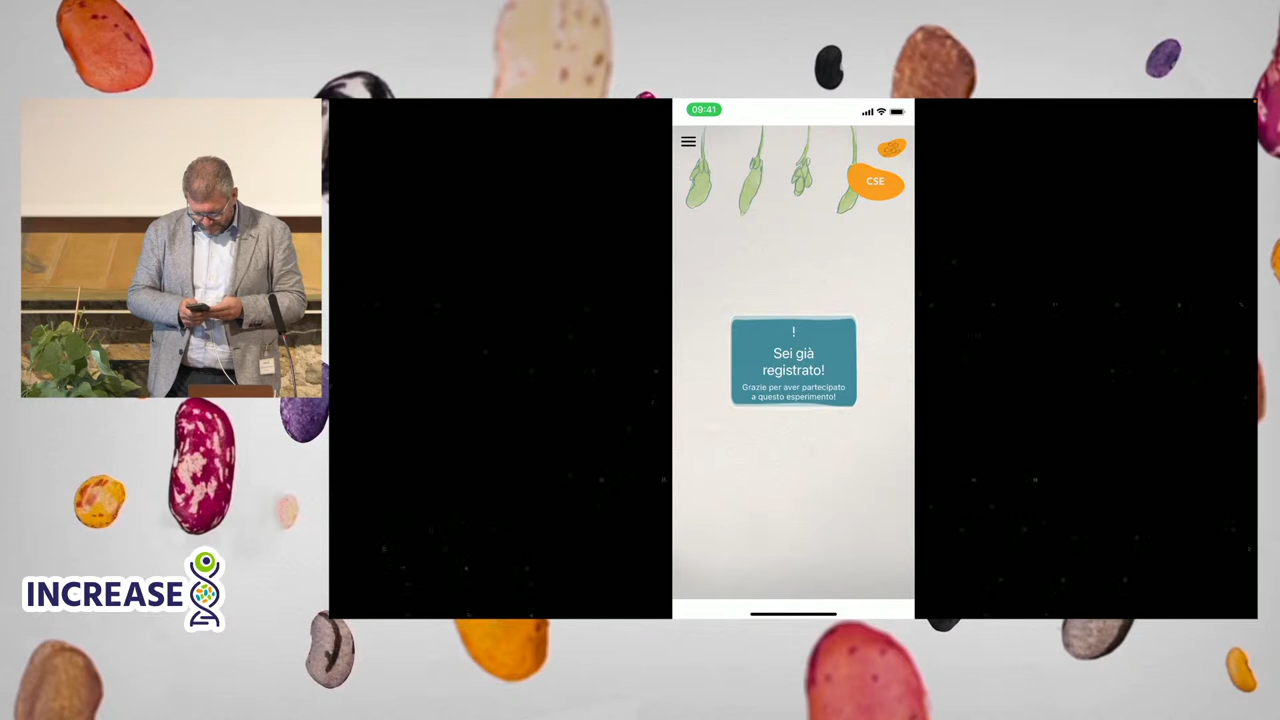 09:41
CSE
!
Sei già
registrato!
Grazie per aver partecipato
a questo esperimento!
INCREASE